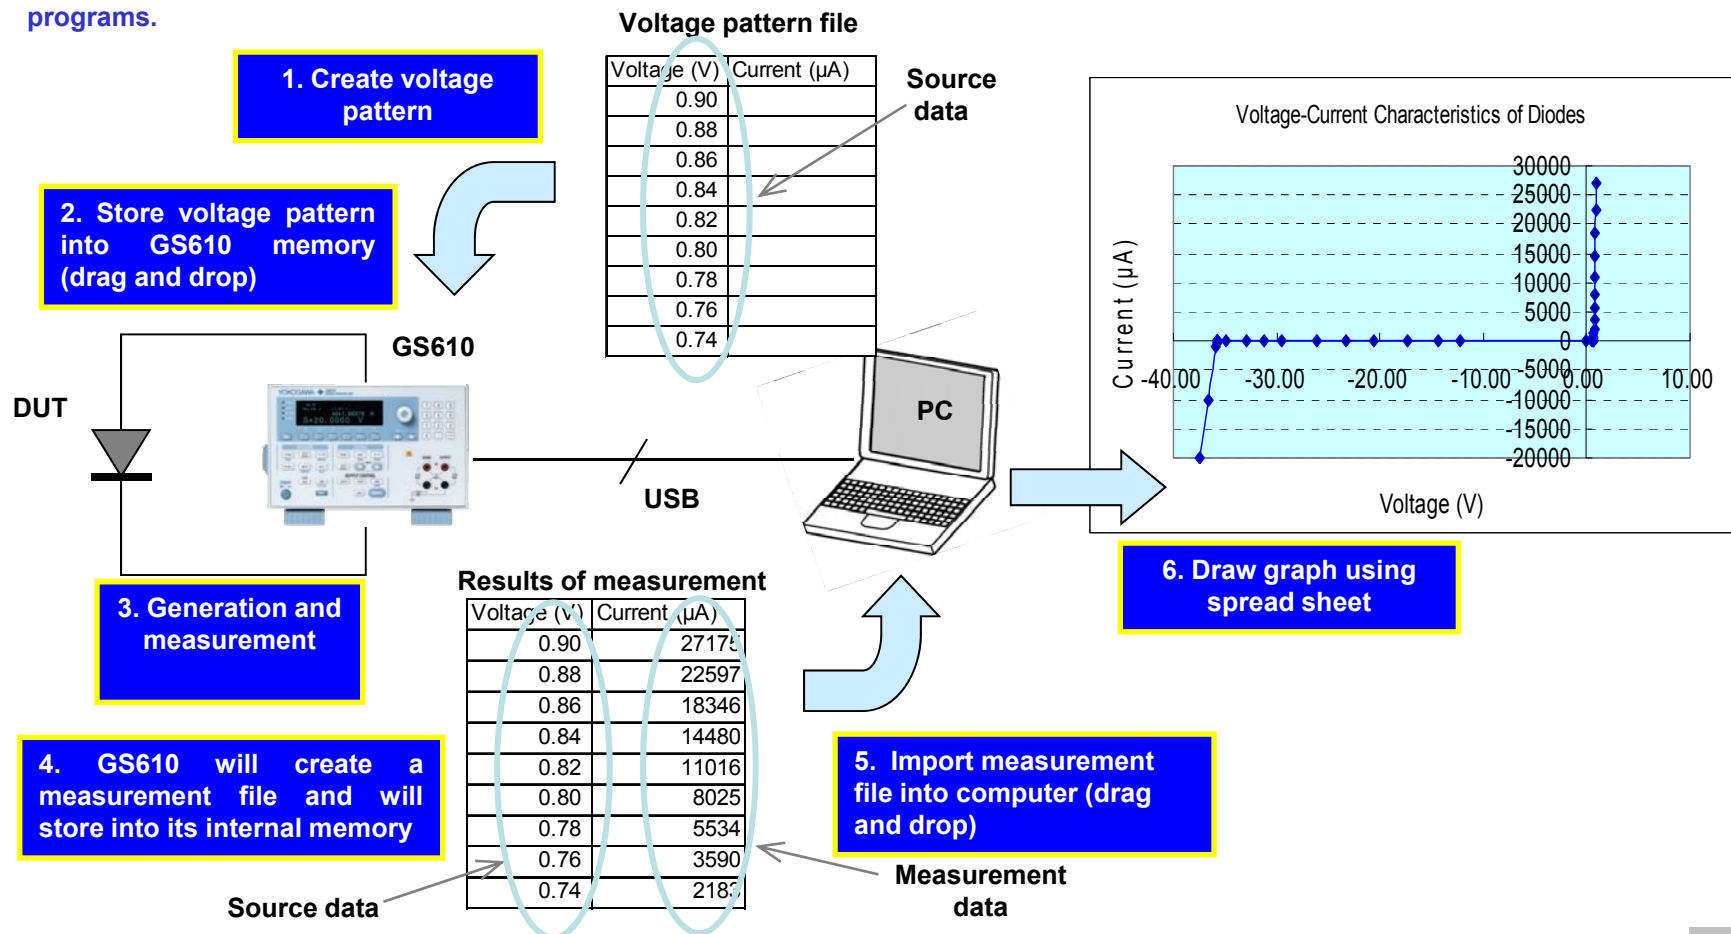 programs.
Voltage pattern file
1. Create voltage
pattern
Voltage (V) Current (µA)
0.90
0.88
0.86
0.84
0.82
0.80
0.78
0.76
0.74
Source
data
2. Store voltage pattern
into GS610 memory
(drag and drop)
GS610
DUT
YOKOGAWA
PC
USB
3. Generation and
measurement
Results of measurement
Voltage (V) Current (µA)
0.90 27175
0.88 22597
0.86 18346
0.84 14480
0.82 11016
0.80 8025
0.78 5534
0.76 3590
0.74 2183
4. GS610 will create a
measurement file and will
store into its internal memory
Source data
5. Import measurement
file into computer (drag
and drop)
Measurement
data
Voltage-Current Characteristics of Diodes
Current (µA)
30000
25000
20000
15000
10000
5000
0
-5000
-10000
-15000
-20000
-40.00 -30.00 -20.00 -10.00 0.00 10.00
Voltage (V)
6. Draw graph using
spread sheet